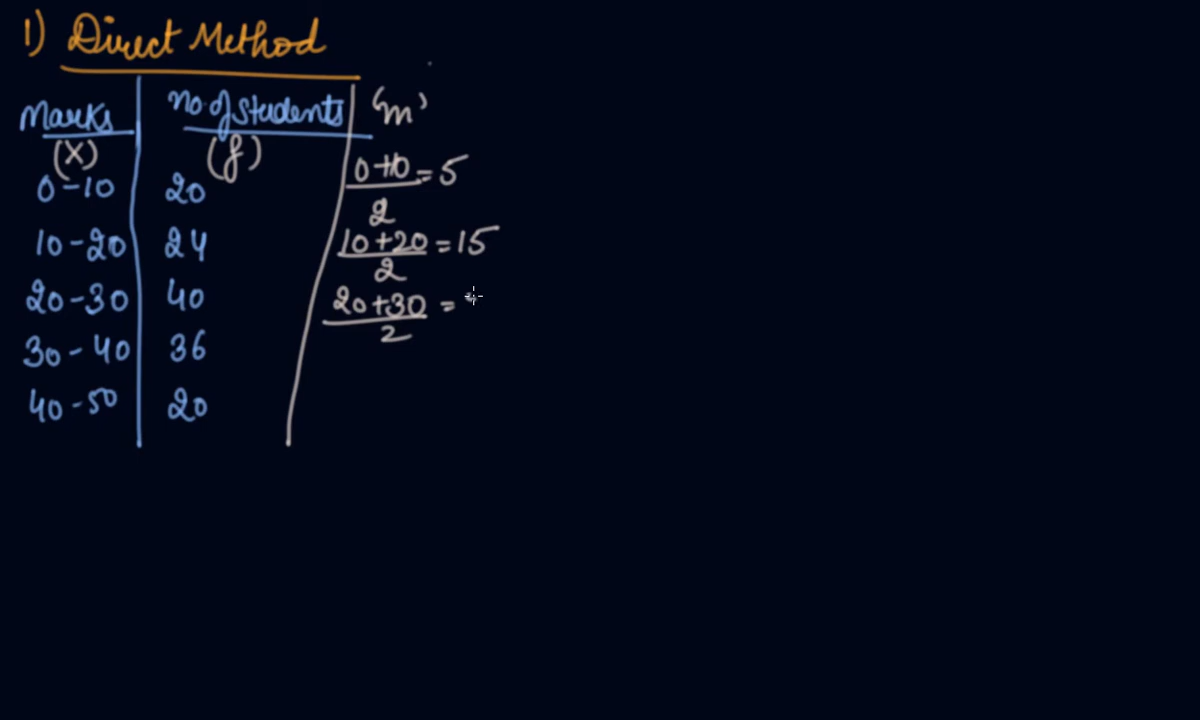 1) Direct Method
Marks no. of students 'm'
(X) (f)
0-10 20 0+10/2 = 5
10-20 24 10+20/2 = 15
20-30 40 20+30/2 =
30-40 36
40-50 20